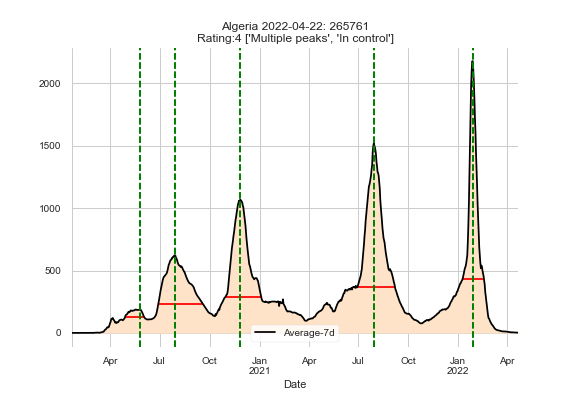 Algeria 2022-04-22: 265761
Rating:4 ['Multiple peaks', 'In control']
2000
1500
1000
500
0
Average-7d
Apr Jul Oct Jan Apr Jul Oct Jan Apr
2021 2022
Date